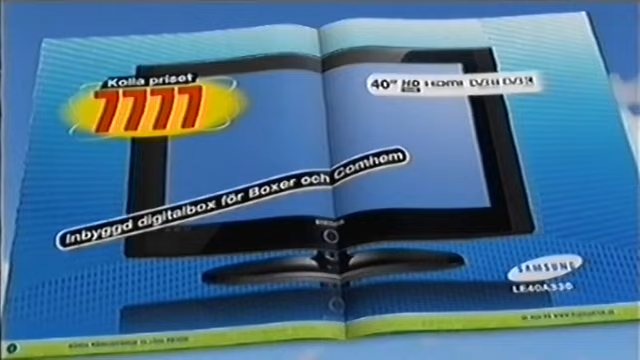 Kolla priset
7777
40" HD HDMI DVB-T DVB-C
Inbyggd digitalbox för Boxer och Comhem
SAMSUNG
LE40A330